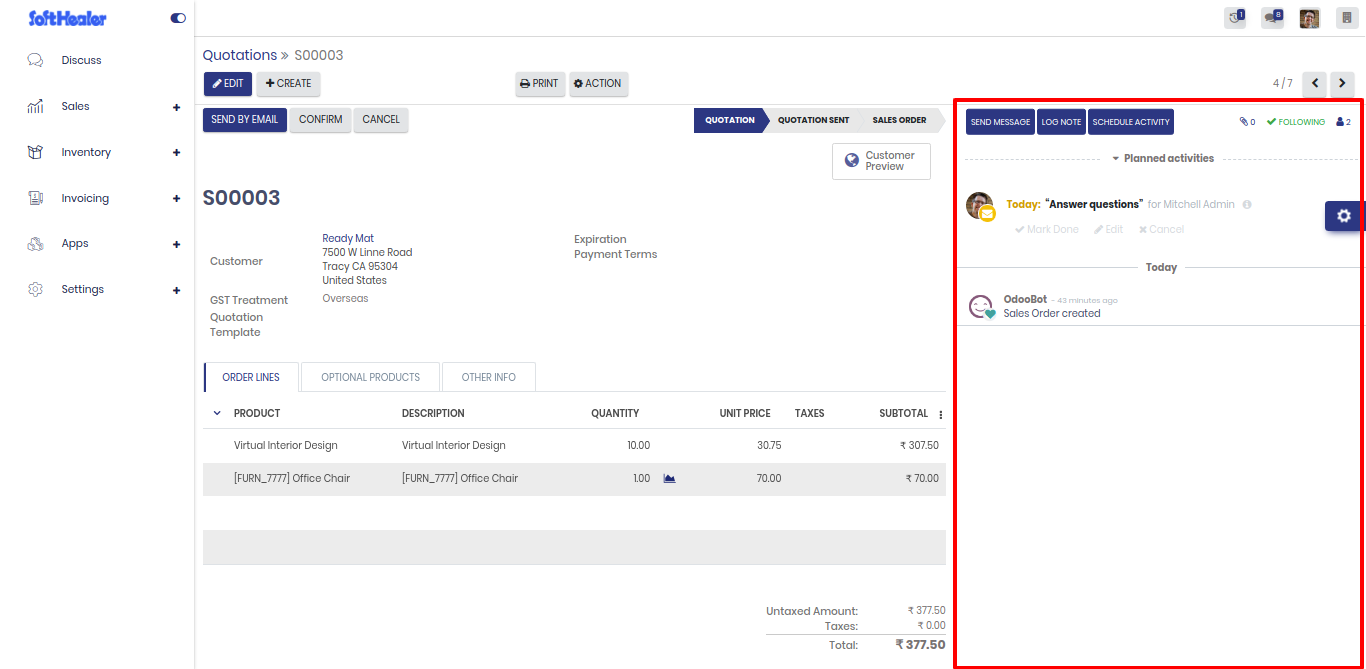 SoftHealer
1
8
Discuss
Sales
Inventory
Invoicing
Apps
Settings
Quotations » S00003
EDIT
CREATE
PRINT
ACTION
4 / 7
SEND BY EMAIL
CONFIRM
CANCEL
QUOTATION
QUOTATION SENT
SALES ORDER
Customer
Preview
S00003
Customer
Ready Mat
7500 W Linne Road
Tracy CA 95304
United States
GST Treatment
Overseas
Quotation
Template
Expiration
Payment Terms
ORDER LINES
OPTIONAL PRODUCTS
OTHER INFO
PRODUCT DESCRIPTION QUANTITY UNIT PRICE TAXES SUBTOTAL
Virtual Interior Design Virtual Interior Design 10.00 30.75 ₹ 307.50
[FURN_7777] Office Chair [FURN_7777] Office Chair 1.00 70.00 ₹ 70.00
Untaxed Amount: ₹ 377.50
Taxes: ₹ 0.00
Total: ₹ 377.50
SEND MESSAGE
LOG NOTE
SCHEDULE ACTIVITY
0
FOLLOWING
2
Planned activities
Today: “Answer questions” for Mitchell Admin
Mark Done Edit Cancel
Today
OdooBot - 43 minutes ago
Sales Order created